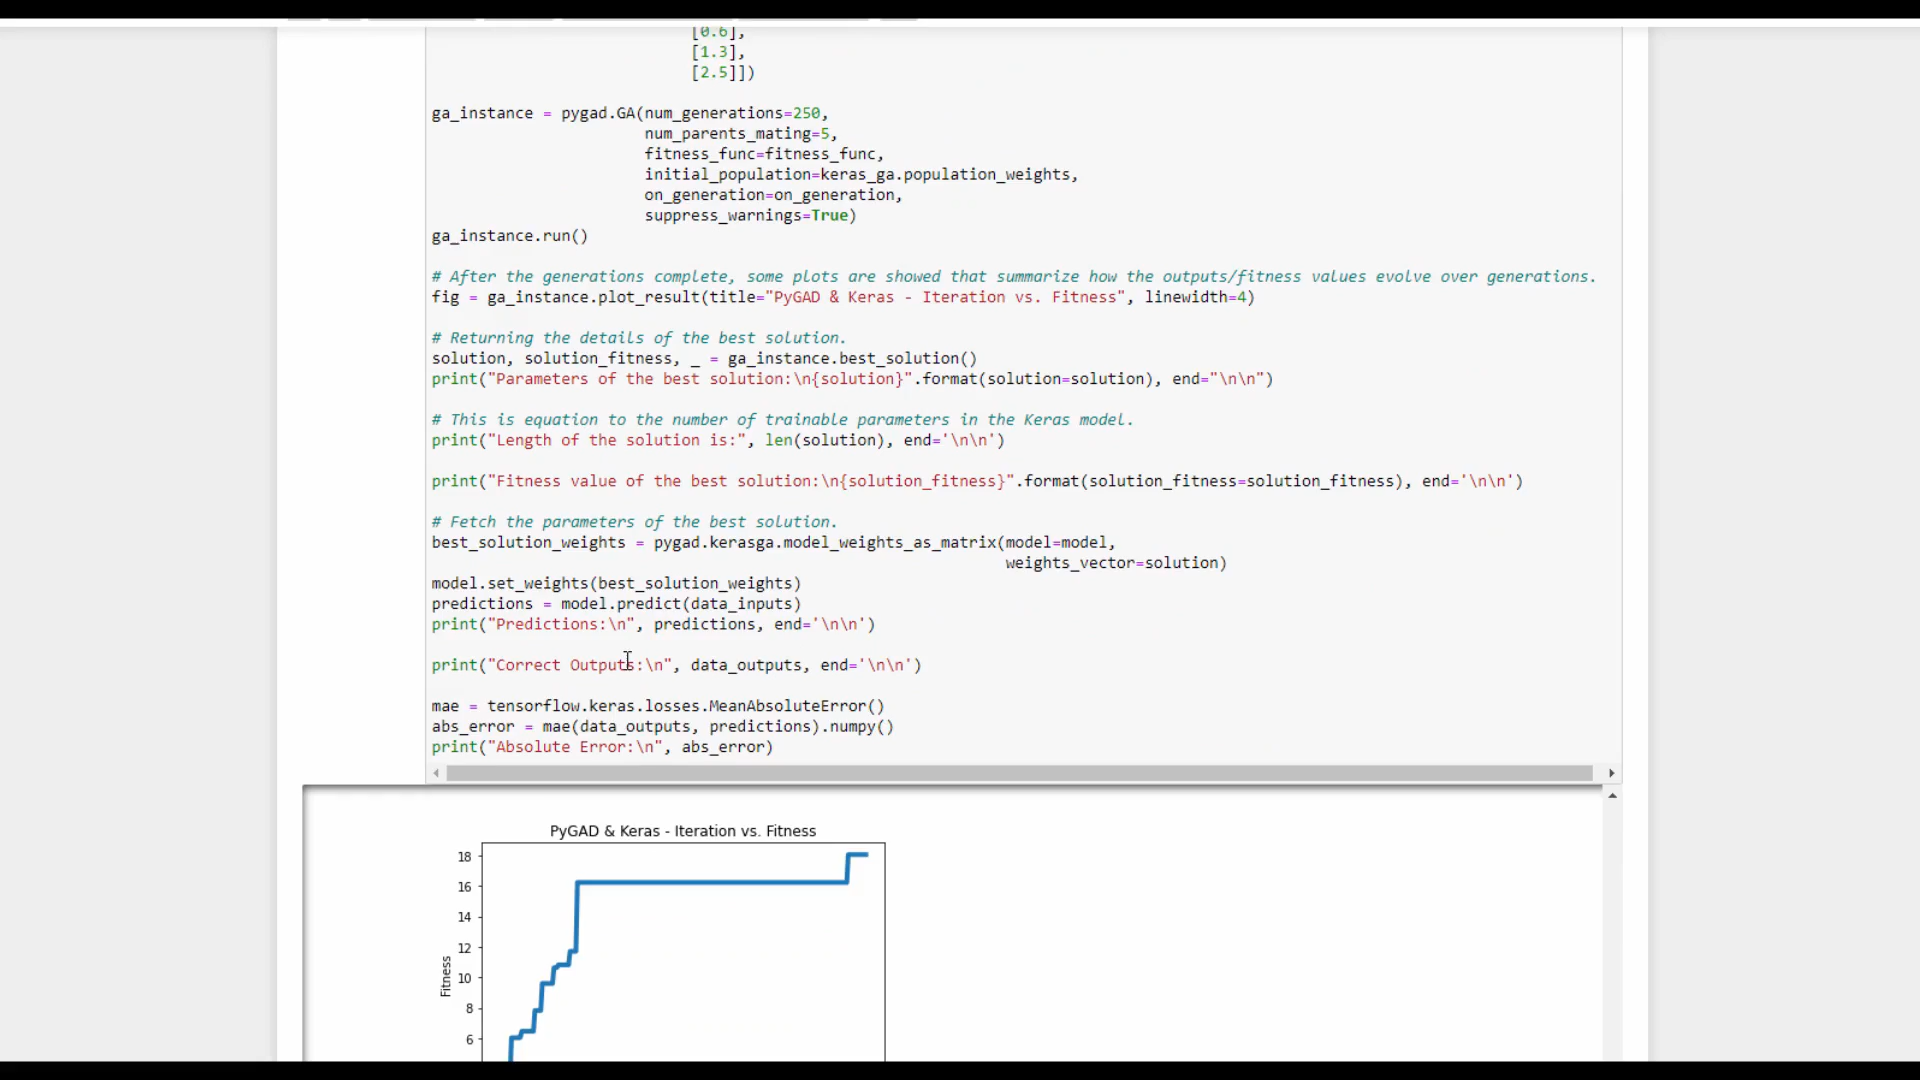 [0.6],
[1.3],
[2.5]])
ga_instance = pygad.GA(num_generations=250,
num_parents_mating=5,
fitness_func=fitness_func,
initial_population=keras_ga.population_weights,
on_generation=on_generation,
suppress_warnings=True)
ga_instance.run()
# After the generations complete, some plots are showed that summarize how the outputs/fitness values evolve over generations.
fig = ga_instance.plot_result(title="PyGAD & Keras - Iteration vs. Fitness", linewidth=4)
# Returning the details of the best solution.
solution, solution_fitness, _ = ga_instance.best_solution()
print("Parameters of the best solution:\n{solution}".format(solution=solution), end="\n\n")
# This is equation to the number of trainable parameters in the Keras model.
print("Length of the solution is:", len(solution), end='\n\n')
print("Fitness value of the best solution:\n{solution_fitness}".format(solution_fitness=solution_fitness), end='\n\n')
# Fetch the parameters of the best solution.
best_solution_weights = pygad.kerasga.model_weights_as_matrix(model=model,
weights_vector=solution)
model.set_weights(best_solution_weights)
predictions = model.predict(data_inputs)
print("Predictions:\n", predictions, end='\n\n')
print("Correct Outputs:\n", data_outputs, end='\n\n')
mae = tensorflow.keras.losses.MeanAbsoluteError()
abs_error = mae(data_outputs, predictions).numpy()
print("Absolute Error:\n", abs_error)
PyGAD & Keras - Iteration vs. Fitness
18
16
14
12
10
8
6
Fitness